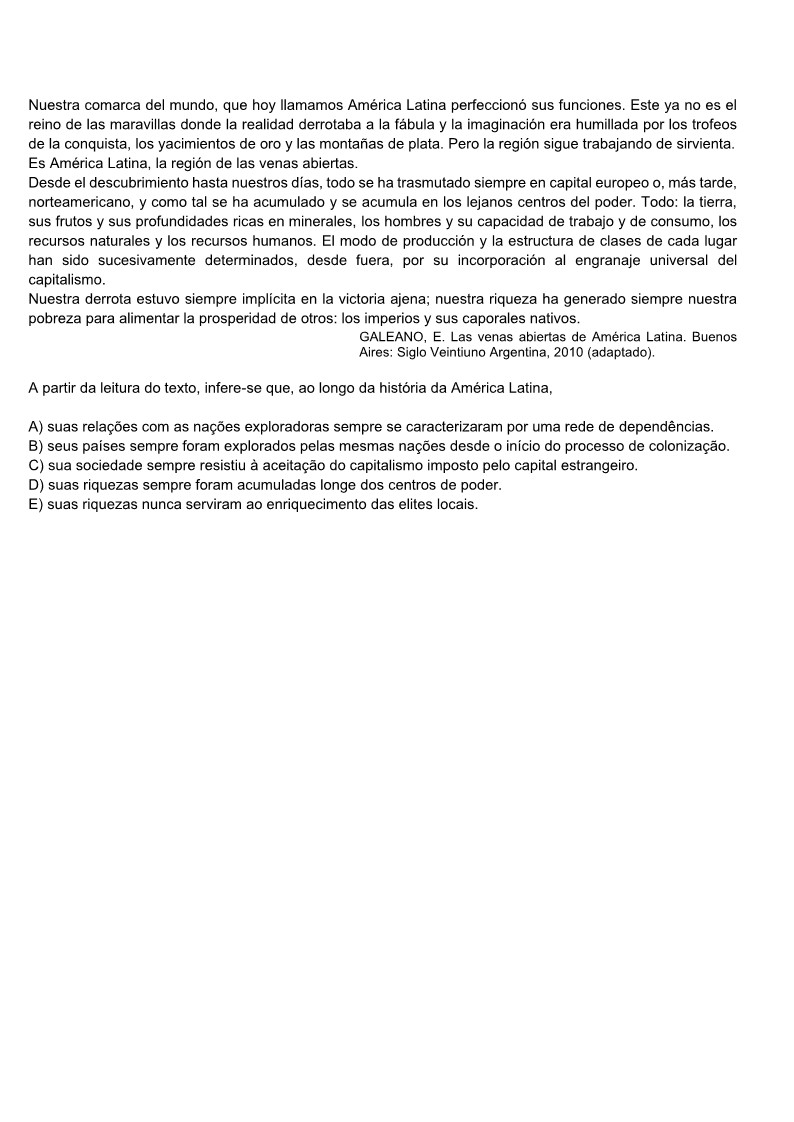 Nuestra comarca del mundo, que hoy llamamos América Latina perfeccionó sus funciones. Este ya no es el
reino de las maravillas donde la realidad derrotaba a la fábula y la imaginación era humillada por los trofeos
de la conquista, los yacimientos de oro y las montañas de plata. Pero la región sigue trabajando de sirvienta.
Es América Latina, la región de las venas abiertas.
Desde el descubrimiento hasta nuestros días, todo se ha trasmutado siempre en capital europeo o, más tarde,
norteamericano, y como tal se ha acumulado y se acumula en los lejanos centros del poder. Todo: la tierra,
sus frutos y sus profundidades ricas en minerales, los hombres y su capacidad de trabajo y de consumo, los
recursos naturales y los recursos humanos. El modo de producción y la estructura de clases de cada lugar
han sido sucesivamente determinados, desde fuera, por su incorporación al engranaje universal del
capitalismo.
Nuestra derrota estuvo siempre implícita en la victoria ajena; nuestra riqueza ha generado siempre nuestra
pobreza para alimentar la prosperidad de otros: los imperios y sus caporales nativos.
GALEANO, E. Las venas abiertas de América Latina. Buenos
Aires: Siglo Veintiuno Argentina, 2010 (adaptado).
A partir da leitura do texto, infere-se que, ao longo da história da América Latina,
A) suas relações com as nações exploradoras sempre se caracterizaram por uma rede de dependências.
B) seus países sempre foram explorados pelas mesmas nações desde o início do processo de colonização.
C) sua sociedade sempre resistiu à aceitação do capitalismo imposto pelo capital estrangeiro.
D) suas riquezas sempre foram acumuladas longe dos centros de poder.
E) suas riquezas nunca serviram ao enriquecimento das elites locais.